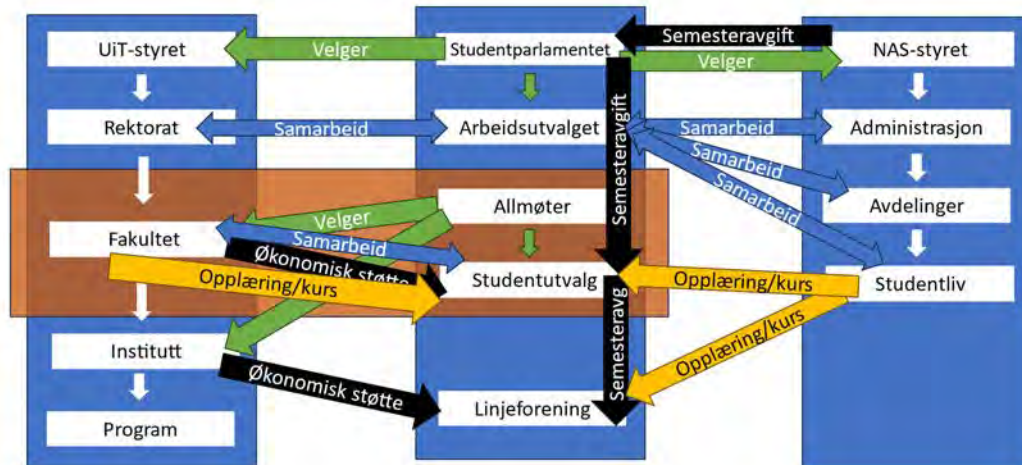 UiT-styret
Velger
Studentparlamentet
Semesteravgift
Velger
NAS-styret
Rektorat
Samarbeid
Arbeidsutvalget
Semesteravgift
Samarbeid
Administrasjon
Samarbeid
Samarbeid
Velger
Allmøter
Avdelinger
Fakultet
Samarbeid
Økonomisk støtte
Opplæring/kurs
Studentutvalg
Opplæring/kurs
Studentliv
Institutt
Økonomisk støtte
Semesteravg
Opplæring/kurs
Linjeforening
Program